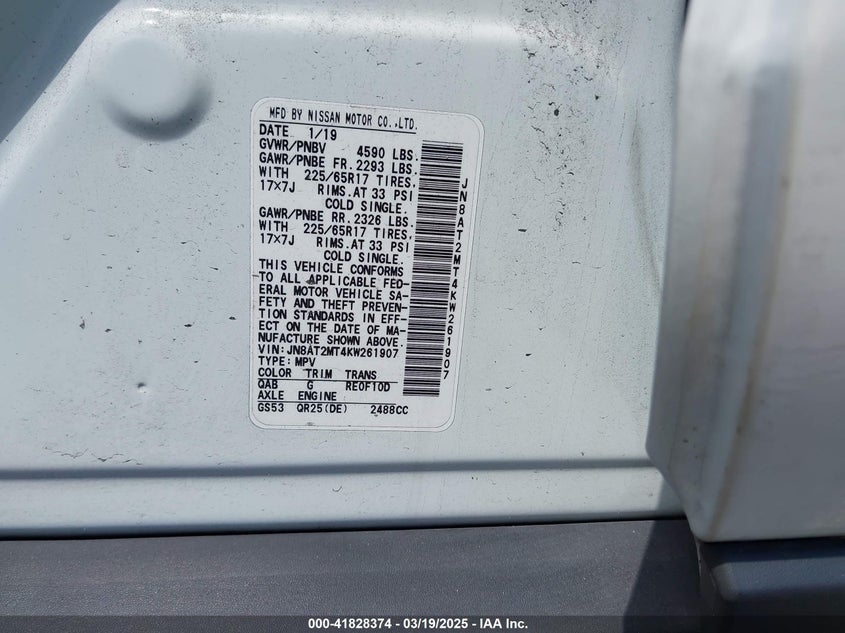 MFD BY NISSAN MOTOR CO.,LTD.
DATE 1/19
GVWR/PNBV 4590 LBS.
GAWR/PNBE FR. 2293 LBS.
WITH 225/65R17 TIRES,
17X7J RIMS.AT 33 PSI
COLD SINGLE.
GAWR/PNBE RR. 2326 LBS.
WITH 225/65R17 TIRES,
17X7J RIMS.AT 33 PSI
COLD SINGLE.
THIS VEHICLE CONFORMS
TO ALL APPLICABLE FED-
ERAL MOTOR VEHICLE SA-
FETY AND THEFT PREVEN-
TION STANDARDS IN EFF-
ECT ON THE DATE OF MA-
NUFACTURE SHOWN ABOVE.
VIN:JN8AT2MT4KW261907
TYPE:MPV
COLOR TRIM TRANS
QAB G RE0F10D
AXLE ENGINE
GS53 QR25(DE) 2488CC
JN8AT2MT4KW261907
000-41828374 — 03/19/2025 — IAA Inc.